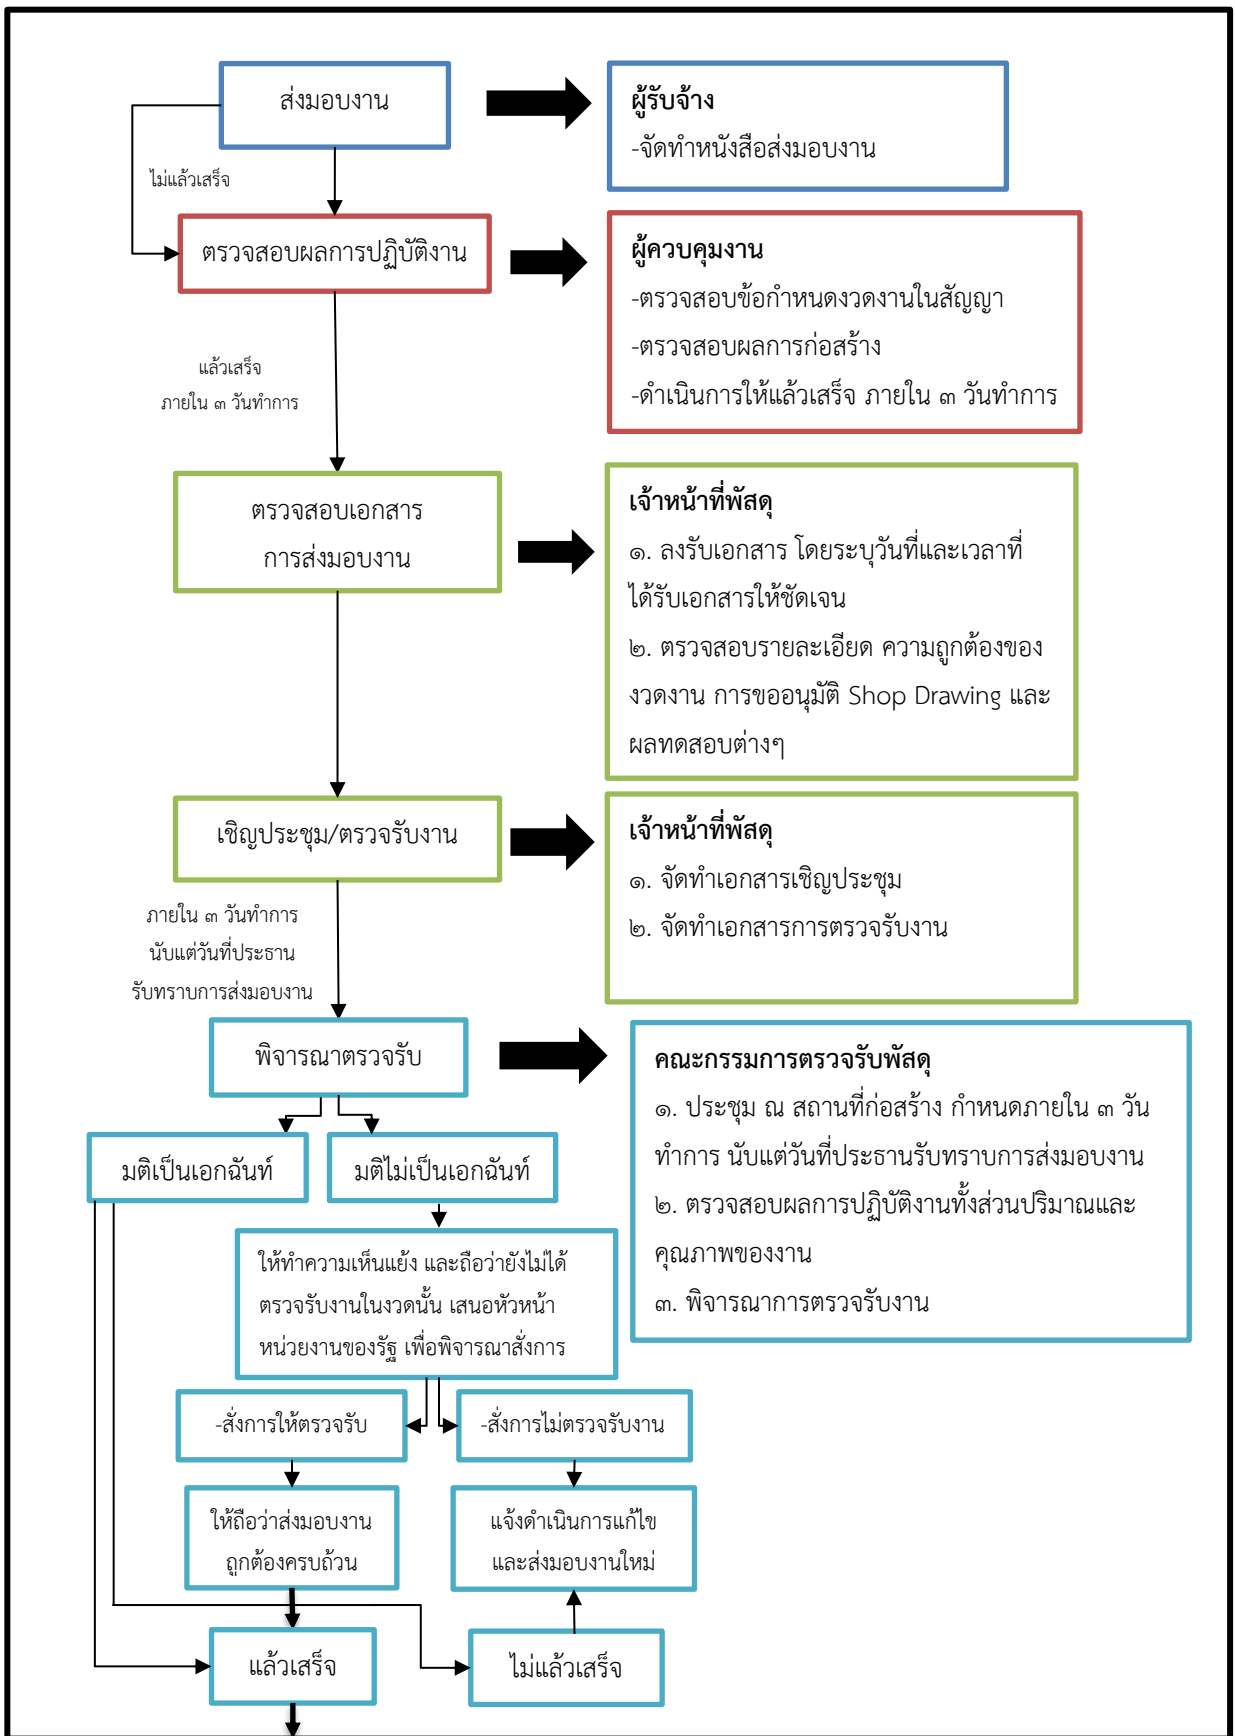 ส่งมอบงาน
ผู้รับจ้าง
-จัดทำหนังสือส่งมอบงาน
ไม่แล้วเสร็จ
ตรวจสอบผลการปฏิบัติงาน
ผู้ควบคุมงาน
-ตรวจสอบข้อกำหนดงวดงานในสัญญา
-ตรวจสอบผลการก่อสร้าง
-ดำเนินการให้แล้วเสร็จ ภายใน ๓ วันทำการ
แล้วเสร็จ
ภายใน ๓ วันทำการ
ตรวจสอบเอกสาร
การส่งมอบงาน
เจ้าหน้าที่พัสดุ
๑. ลงรับเอกสาร โดยระบุวันที่และเวลาที่
ได้รับเอกสารให้ชัดเจน
๒. ตรวจสอบรายละเอียด ความถูกต้องของ
งวดงาน การขออนุมัติ Shop Drawing และ
ผลทดสอบต่างๆ
เชิญประชุม/ตรวจรับงาน
เจ้าหน้าที่พัสดุ
๑. จัดทำเอกสารเชิญประชุม
๒. จัดทำเอกสารการตรวจรับงาน
ภายใน ๓ วันทำการ
นับแต่วันที่ประธาน
รับทราบการส่งมอบงาน
พิจารณาตรวจรับ
คณะกรรมการตรวจรับพัสดุ
๑. ประชุม ณ สถานที่ก่อสร้าง กำหนดภายใน ๓ วัน
ทำการ นับแต่วันที่ประธานรับทราบการส่งมอบงาน
๒. ตรวจสอบผลการปฏิบัติงานทั้งส่วนปริมาณและ
คุณภาพของงาน
๓. พิจารณาการตรวจรับงาน
มติเป็นเอกฉันท์
มติไม่เป็นเอกฉันท์
ให้ทำความเห็นแย้ง และถือว่ายังไม่ได้
ตรวจรับงานในงวดนั้น เสนอหัวหน้า
หน่วยงานของรัฐ เพื่อพิจารณาสั่งการ
-สั่งการให้ตรวจรับ
-สั่งการไม่ตรวจรับงาน
ให้ถือว่าส่งมอบงาน
ถูกต้องครบถ้วน
แจ้งดำเนินการแก้ไข
และส่งมอบงานใหม่
แล้วเสร็จ
ไม่แล้วเสร็จ